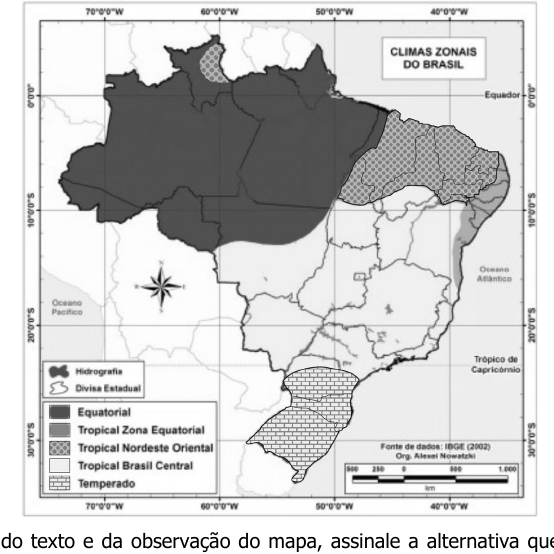 70°0'0"W 60°0'0"W 50°0'0"W 40°0'0"W
CLIMAS ZONAIS
DO BRASIL
0°0'0"
Equador
0°0'0"
10°0'0"S
10°0'0"S
N
W E
S
Oceano
Atlântico
Oceano
Pacífico
20°0'0"S
20°0'0"S
Trópico de
Capricórnio
Hidrografia
Divisa Estadual
Equatorial
Tropical Zona Equatorial
Tropical Nordeste Oriental
Tropical Brasil Central
Temperado
30°0'0"S
30°0'0"S
Fonte de dados: IBGE (2002)
Org. Alexei Nowatzki
500 250 0 500 1.000
km
70°0'0"W 60°0'0"W 50°0'0"W 40°0'0"W
do texto e da observação do mapa, assinale a alternativa que